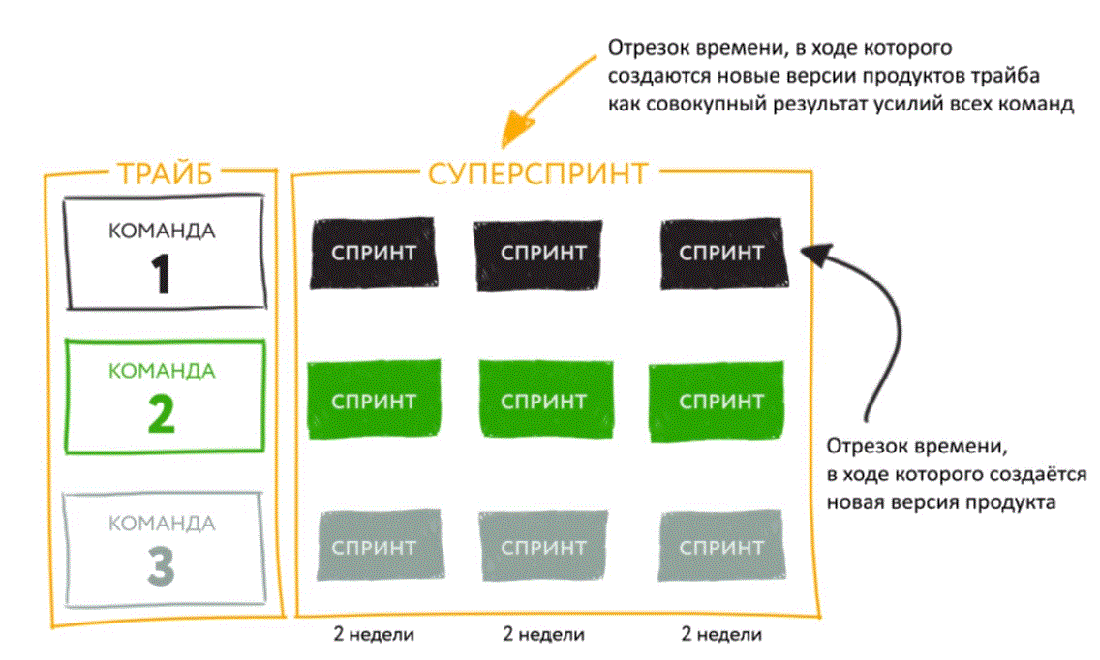 Отрезок времени, в ходе которого
создаются новые версии продуктов трайба
как совокупный результат усилий всех команд
ТРАЙБ
СУПЕРСПРИНТ
КОМАНДА
1
СПРИНТ
СПРИНТ
СПРИНТ
КОМАНДА
2
СПРИНТ
СПРИНТ
СПРИНТ
Отрезок времени,
в ходе которого создаётся
новая версия продукта
КОМАНДА
3
СПРИНТ
СПРИНТ
СПРИНТ
2 недели
2 недели
2 недели